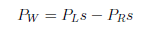 P_W = P_L s − P_R s